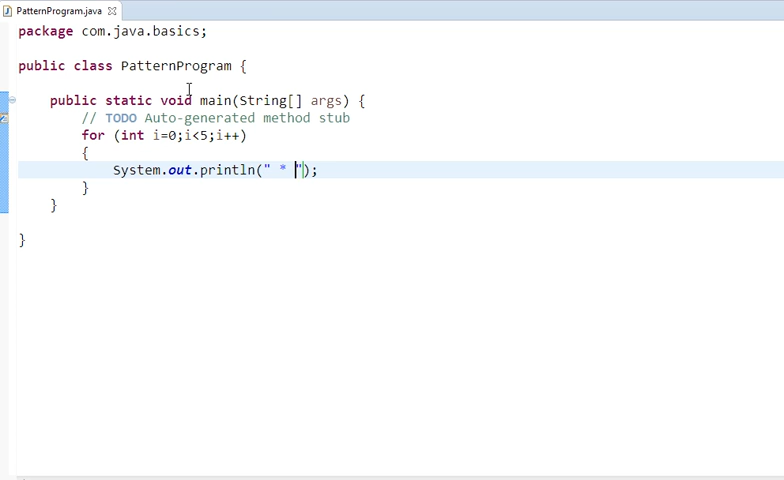 PatternProgram.java
package com.java.basics;
public class PatternProgram {
public static void main(String[] args) {
// TODO Auto-generated method stub
for (int i=0;i<5;i++)
{
System.out.println(" * ");
}
}
}